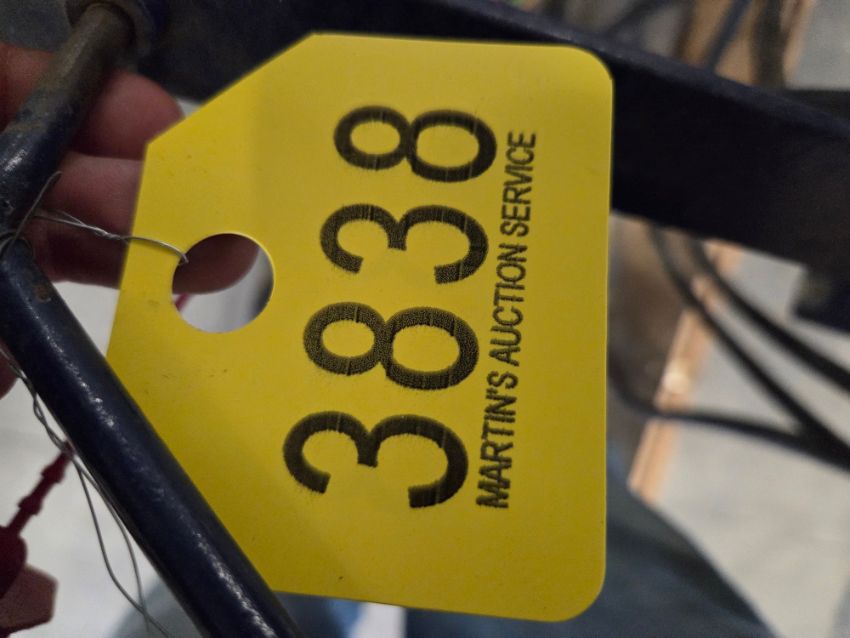 3838
MARTIN'S AUCTION SERVICE